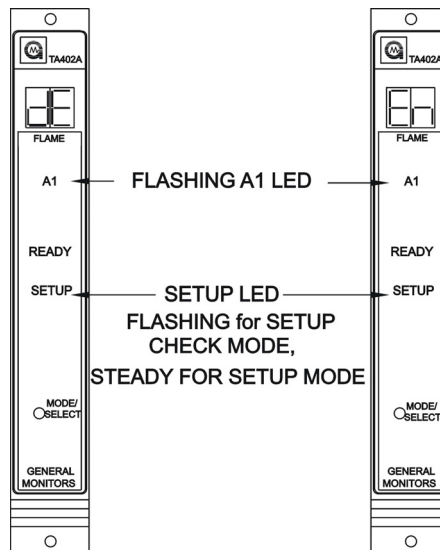 TA402A
dE
FLAME
A1
READY
SETUP
MODE/
SELECT
GENERAL
MONITORS
FLASHING A1 LED
SETUP LED
FLASHING for SETUP
CHECK MODE,
STEADY FOR SETUP MODE
TA402A
En
FLAME
A1
READY
SETUP
MODE/
SELECT
GENERAL
MONITORS